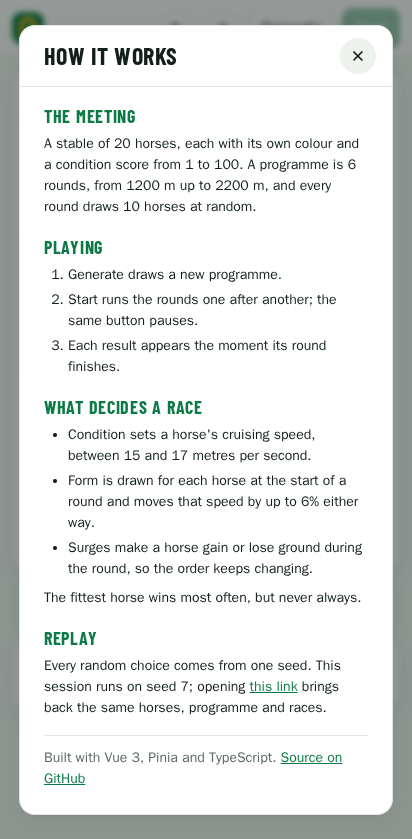 HOW IT WORKS
THE MEETING
A stable of 20 horses, each with its own colour and
a condition score from 1 to 100. A programme is 6
rounds, from 1200 m up to 2200 m, and every
round draws 10 horses at random.
PLAYING
1. Generate draws a new programme.
2. Start runs the rounds one after another; the
same button pauses.
3. Each result appears the moment its round
finishes.
WHAT DECIDES A RACE
• Condition sets a horse's cruising speed,
between 15 and 17 metres per second.
• Form is drawn for each horse at the start of a
round and moves that speed by up to 6% either
way.
• Surges make a horse gain or lose ground during
the round, so the order keeps changing.
The fittest horse wins most often, but never always.
REPLAY
Every random choice comes from one seed. This
session runs on seed 7; opening this link brings
back the same horses, programme and races.
Built with Vue 3, Pinia and TypeScript. Source on
GitHub